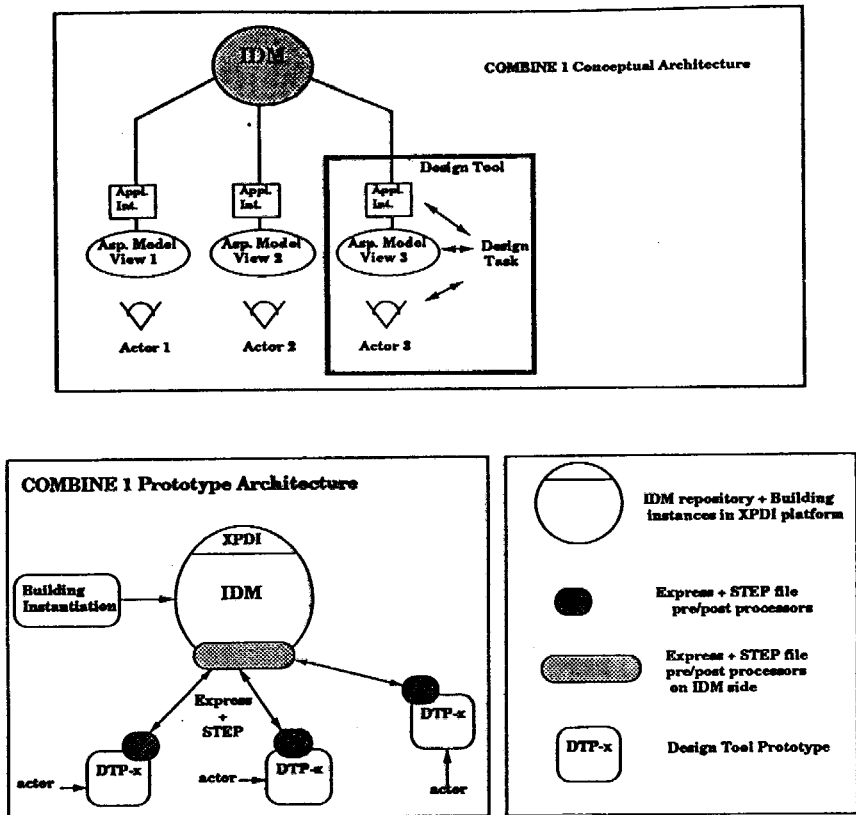 IDM
COMBINE 1 Conceptual Architecture
Design Tool
Appl.
Int.
Appl.
Int.
Appl.
Int.
Asp. Model
View 1
Asp. Model
View 2
Asp. Model
View 3
Design
Task
Actor 1
Actor 2
Actor 3
COMBINE 1 Prototype Architecture
XPDI
IDM
Building
Instantiation
Express
+
STEP
DTP-x
DTP-x
DTP-x
actor
actor
actor
IDM repository + Building
instances in XPDI platform
Express + STEP file
pre/post processors
Express + STEP file
pre/post processors
on IDM side
DTP-x
Design Tool Prototype